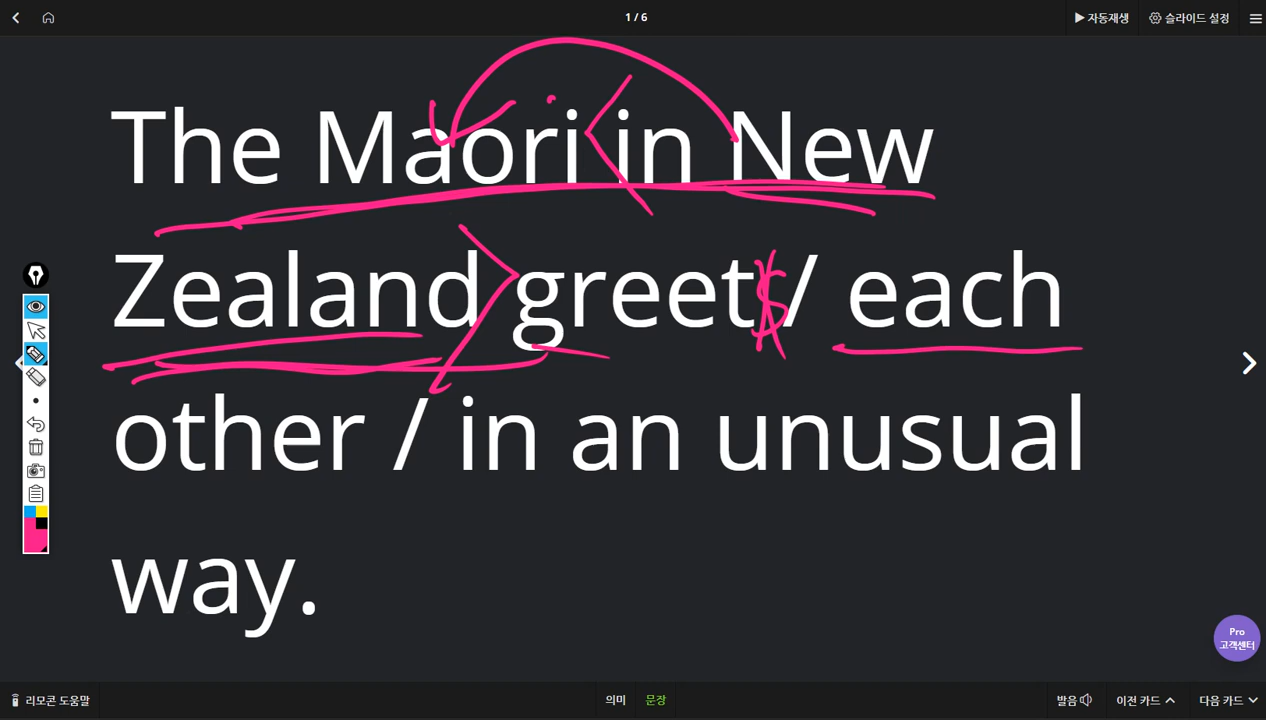 1 / 6
자동재생
슬라이드 설정
The Maori in New
Zealand greet / each
other / in an unusual
way.
Pro
고객센터
리모콘 도움말
의미
문장
발음
이전 카드
다음 카드